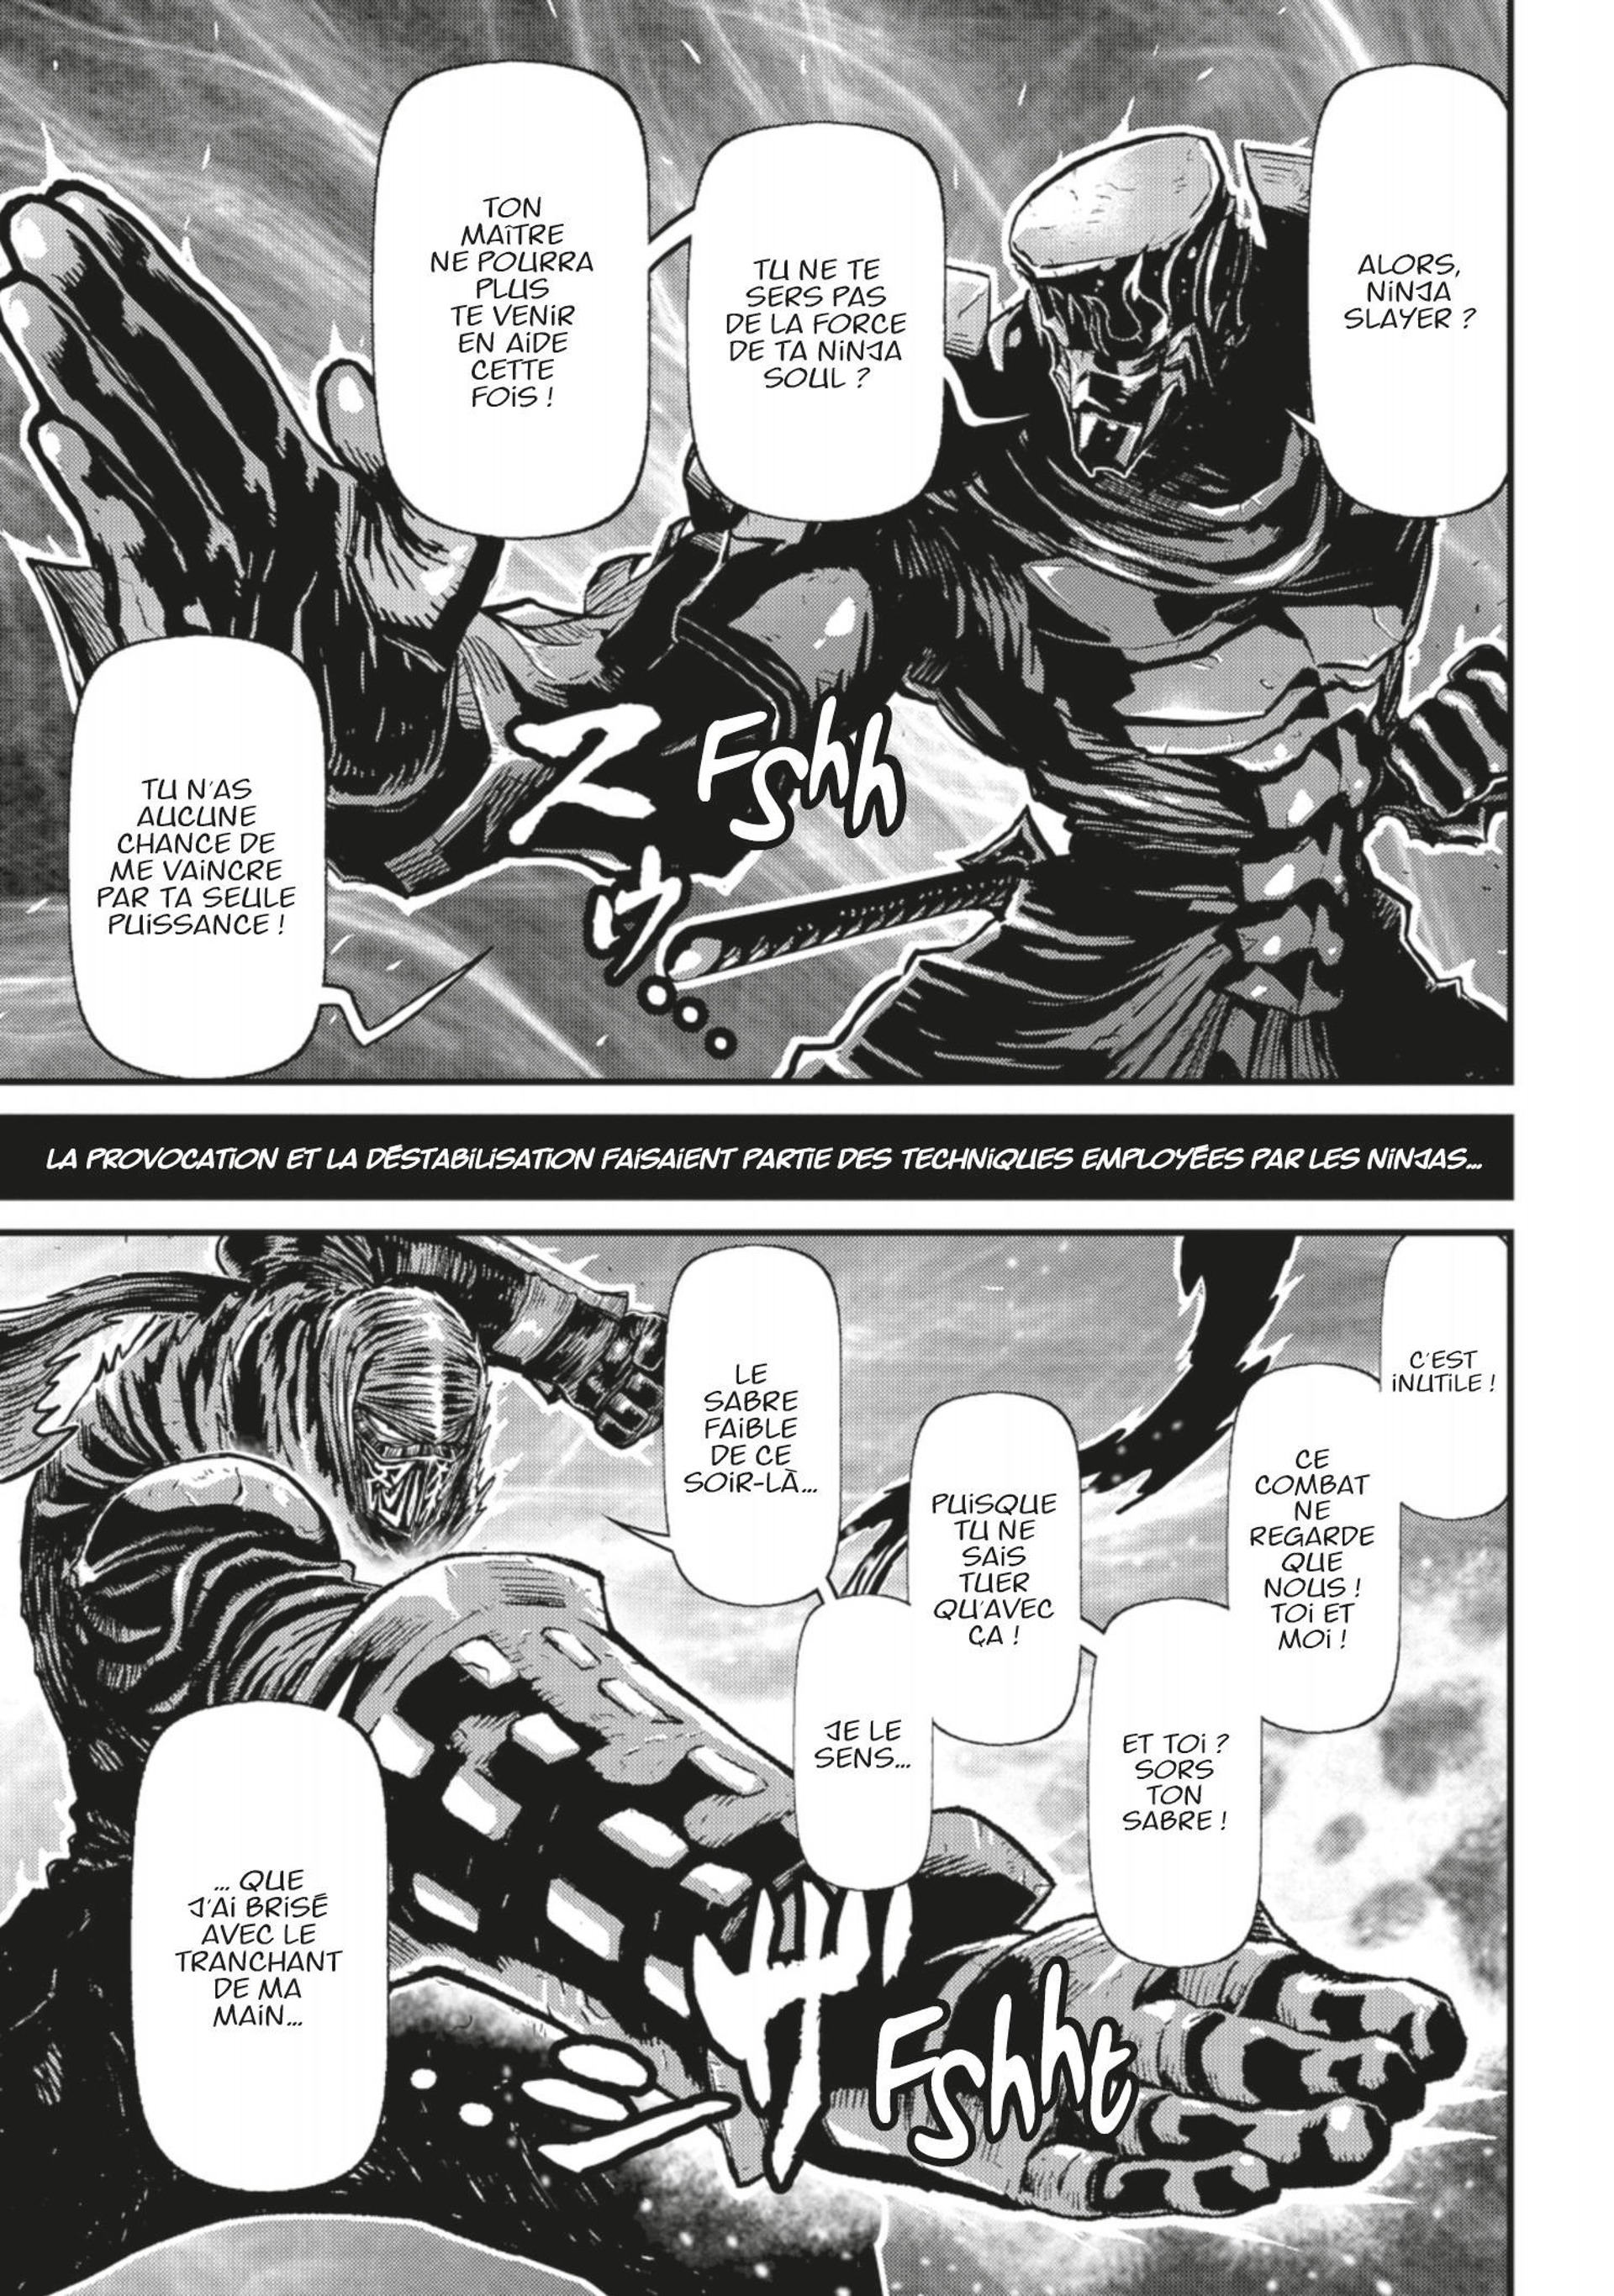 ALORS,
NINJA
SLAYER ?
TU NE TE
SERS PAS
DE LA FORCE
DE TA NINJA
SOUL ?
TON
MAÎTRE
NE POURRA
PLUS
TE VENIR
EN AIDE
CETTE
FOIS !
スゥ...
Fshh
TU N'AS
AUCUNE
CHANCE DE
ME VAINCRE
PAR TA SEULE
PUISSANCE !
LA PROVOCATION ET LA DÉSTABILISATION FAISAIENT PARTIE DES TECHNIQUES EMPLOYÉES PAR LES NINJAS...
C'EST
INUTILE !
CE
COMBAT
NE
REGARDE
QUE
NOUS !
TOI ET
MOI !
ET TOI ?
SORS
TON
SABRE !
PUISQUE
TU NE
SAIS
TUER
QU'AVEC
ÇA !
JE LE
SENS...
LE
SABRE
FAIBLE
DE CE
SOIR-LÀ...
... QUE
J'AI BRISÉ
AVEC LE
TRANCHANT
DE MA
MAIN...
ザ
Fshht